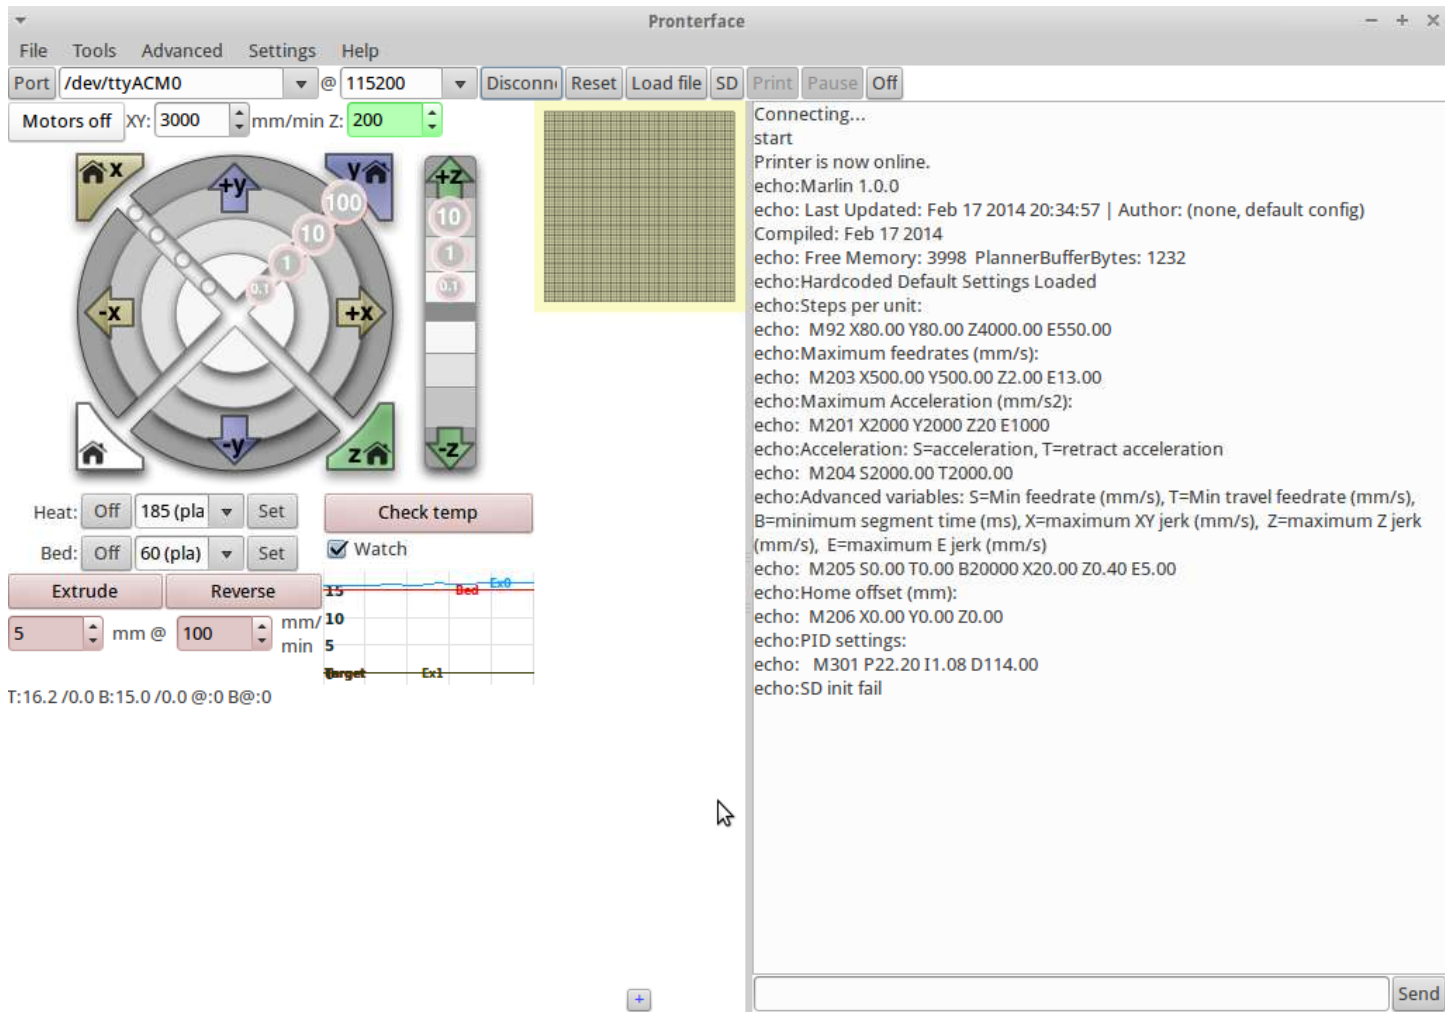 Pronterface
File Tools Advanced Settings Help
Port /dev/ttyACM0 @ 115200 Disconn Reset Load file SD Print Pause Off
Motors off XY: 3000 mm/min Z: 200
x +y y +z
100
10 10
1 1
0.1 0.1
-x +x
-y z -z
Heat: Off 185 (pla Set Check temp
Bed: Off 60 (pla) Set Watch
Extrude Reverse
5 mm @ 100 mm/
min
15 Bed Ex0
10
5
Target Ex1
T:16.2 /0.0 B:15.0 /0.0 @:0 B@:0
+
Connecting...
start
Printer is now online.
echo:Marlin 1.0.0
echo: Last Updated: Feb 17 2014 20:34:57 | Author: (none, default config)
Compiled: Feb 17 2014
echo: Free Memory: 3998  PlannerBufferBytes: 1232
echo:Hardcoded Default Settings Loaded
echo:Steps per unit:
echo:  M92 X80.00 Y80.00 Z4000.00 E550.00
echo:Maximum feedrates (mm/s):
echo:  M203 X500.00 Y500.00 Z2.00 E13.00
echo:Maximum Acceleration (mm/s2):
echo:  M201 X2000 Y2000 Z20 E1000
echo:Acceleration: S=acceleration, T=retract acceleration
echo:  M204 S2000.00 T2000.00
echo:Advanced variables: S=Min feedrate (mm/s), T=Min travel feedrate (mm/s),
B=minimum segment time (ms), X=maximum XY jerk (mm/s),  Z=maximum Z jerk
(mm/s),  E=maximum E jerk (mm/s)
echo:  M205 S0.00 T0.00 B20000 X20.00 Z0.40 E5.00
echo:Home offset (mm):
echo:  M206 X0.00 Y0.00 Z0.00
echo:PID settings:
echo:   M301 P22.20 I1.08 D114.00
echo:SD init fail
Send